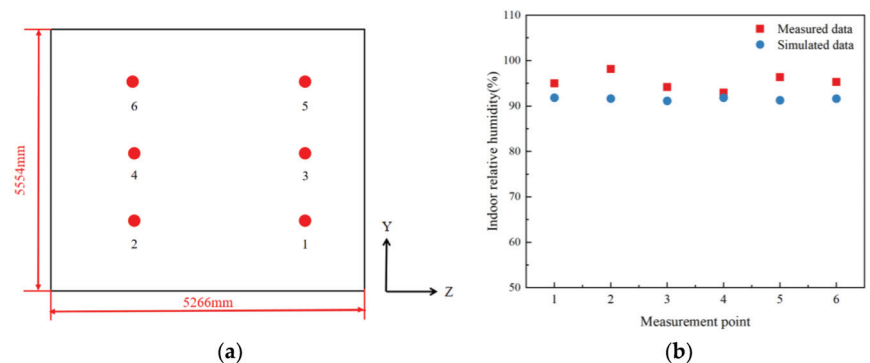 6
5
4
3
2
1
5554mm
5266mm
Y
Z
(a)
Measured data
Simulated data
Indoor relative humidity(%)
110
100
90
80
70
60
50
1 2 3 4 5 6
Measurement point
(b)